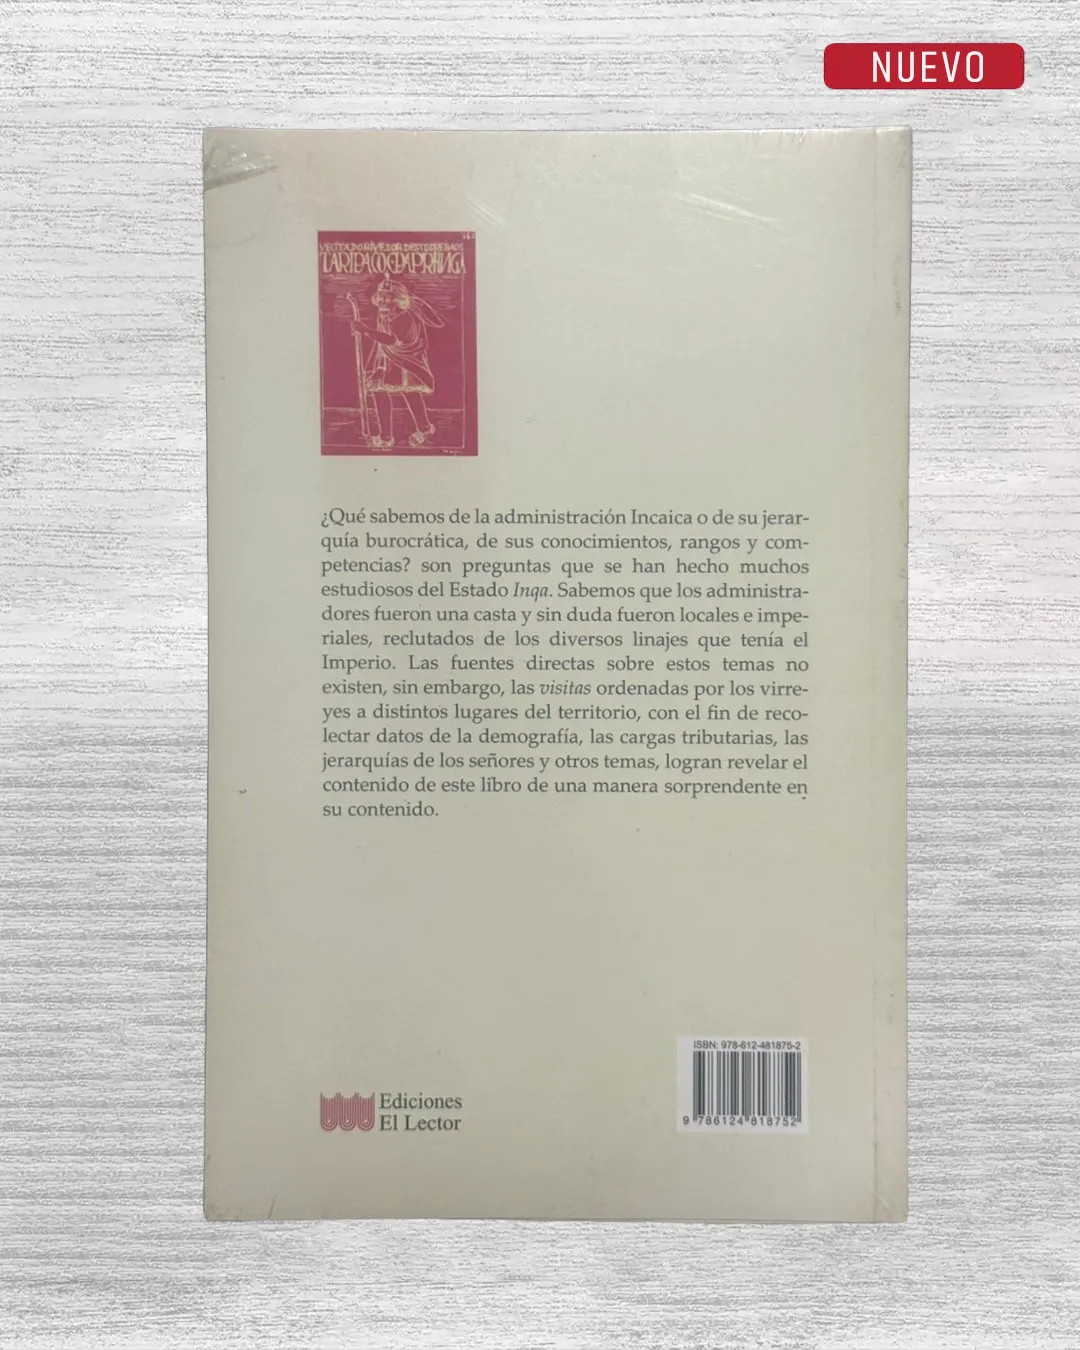 NUEVO
¿Qué sabemos de la administración Incaica o de su jerar-
quía burocrática, de sus conocimientos, rangos y com-
petencias? son preguntas que se han hecho muchos
estudiosos del Estado Inqa. Sabemos que los administra-
dores fueron una casta y sin duda fueron locales e impe-
riales, reclutados de los diversos linajes que tenía el
Imperio. Las fuentes directas sobre estos temas no
existen, sin embargo, las visitas ordenadas por los virre-
yes a distintos lugares del territorio, con el fin de reco-
lectar datos de la demografía, las cargas tributarias, las
jerarquías de los señores y otros temas, logran revelar el
contenido de este libro de una manera sorprendente en
su contenido.
ISBN: 978-612-481875-2
Ediciones
El Lector
9 786124 818752